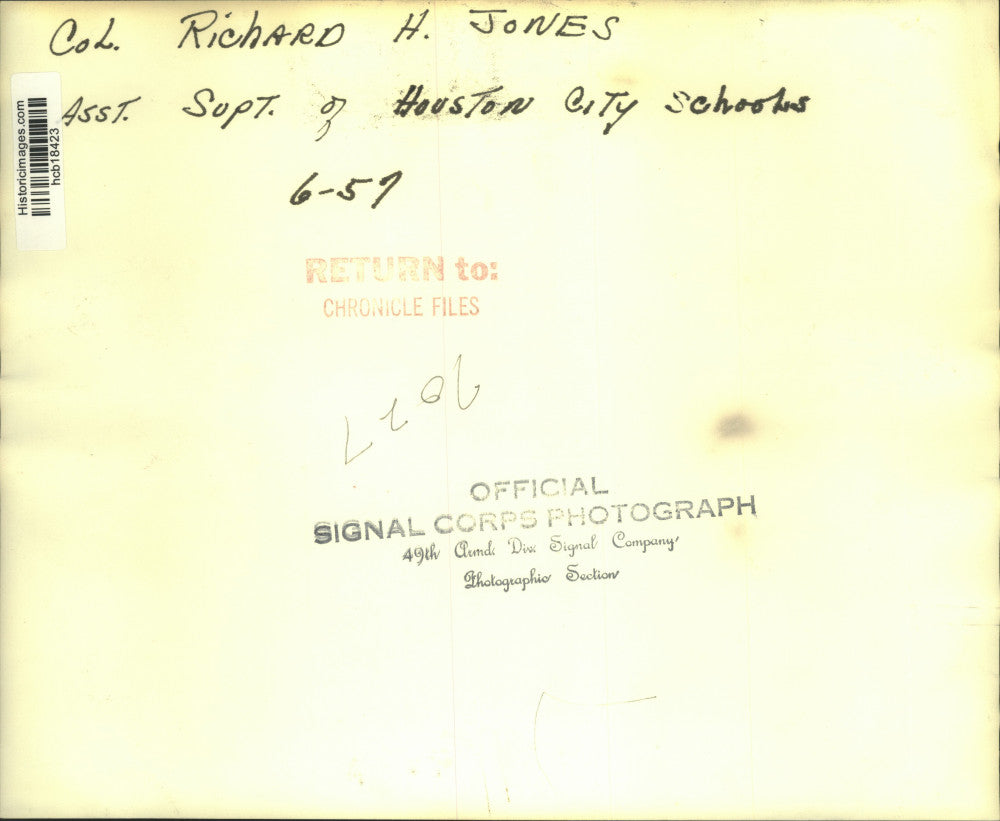 Col. Richard H. Jones
Asst. Supt. of Houston City Schools
6-57
Historicimages.com
hcb18423
RETURN to:
CHRONICLE FILES
OFFICIAL
SIGNAL CORPS PHOTOGRAPH
49th Armd. Div. Signal Company
Photographic Section